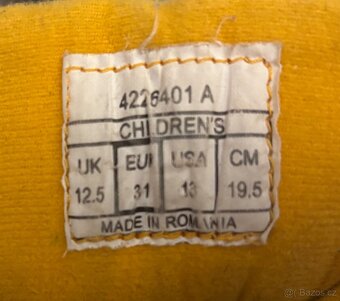 4226401 A
CHILDREN'S
UK EUR USA CM
12.5 31 13 19.5
MADE IN ROMANIA
Bazos.cz